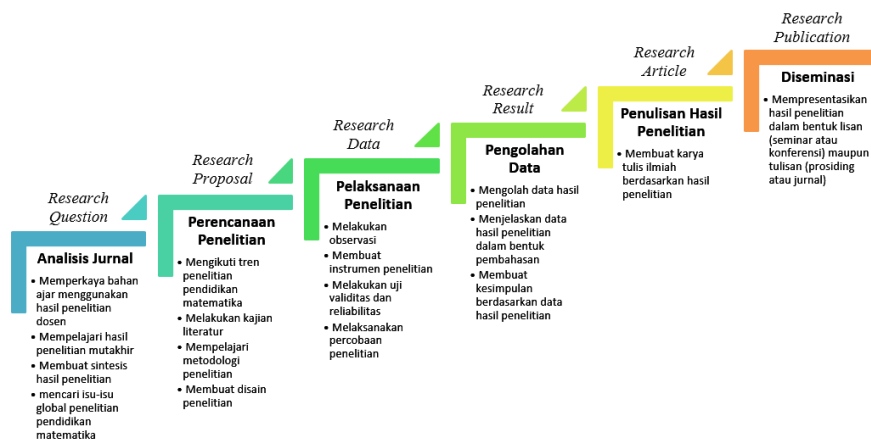 Research
Question
Analisis Jurnal
• Memperkaya bahan
ajar menggunakan
hasil penelitian
dosen
• Mempelajari hasil
penelitian mutakhir
• Membuat sintesis
hasil penelitian
• mencari isu-isu
global penelitian
pendidikan
matematika
Research
Proposal
Perencanaan
Penelitian
• Mengikuti tren
penelitian
pendidikan
matematika
• Melakukan kajian
literatur
• Mempelajari
metodologi
penelitian
• Membuat disain
penelitian
Research
Data
Pelaksanaan
Penelitian
• Melakukan
observasi
• Membuat
instrumen penelitian
• Melakukan uji
validitas dan
reliabilitas
• Melaksanakan
percobaan
penelitian
Research
Result
Pengolahan
Data
• Mengolah data hasil
penelitian
• Menjelaskan data
hasil penelitian
dalam bentuk
pembahasan
• Membuat
kesimpulan
berdasarkan data
hasil penelitian
Research
Article
Penulisan Hasil
Penelitian
• Membuat karya
tulis ilmiah
berdasarkan hasil
penelitian
Research
Publication
Diseminasi
• Mempresentasikan
hasil penelitian
dalam bentuk lisan
(seminar atau
konferensi) maupun
tulisan (prosiding
atau jurnal)